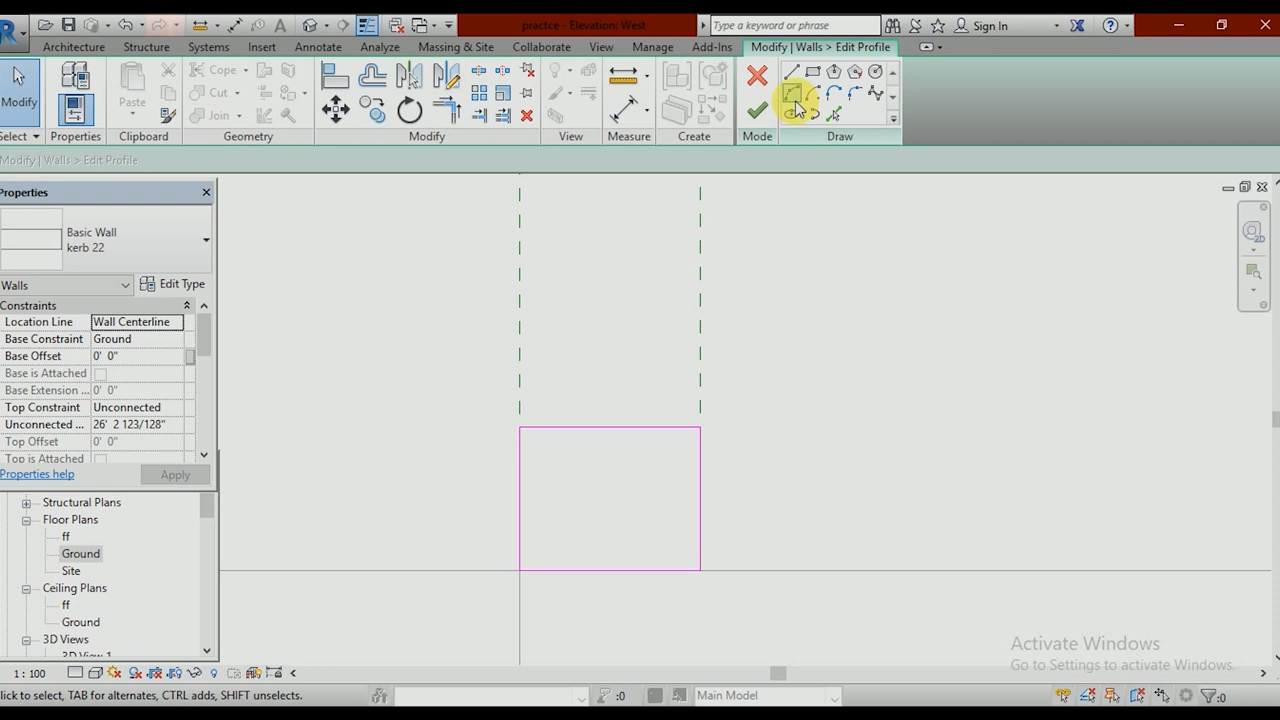 practce - Elevation: West
Type a keyword or phrase
Sign In
Architecture Structure Systems Insert Annotate Analyze Massing & Site Collaborate View Manage Add-Ins Modify | Walls > Edit Profile
Modify
Paste
Cope
Cut
Join
Select Properties Clipboard Geometry Modify View Measure Create Mode Draw
Modify | Walls > Edit Profile
Properties
Basic Wall
kerb 22
Walls
Edit Type
Constraints
Location Line Wall Centerline
Base Constraint Ground
Base Offset 0' 0"
Base is Attached
Base Extension ... 0' 0"
Top Constraint Unconnected
Unconnected ... 26' 2 123/128"
Top Offset 0' 0"
Top is Attached
Properties help
Apply
Structural Plans
Floor Plans
ff
Ground
Site
Ceiling Plans
ff
Ground
3D Views
3D View 1
2D
1 : 100
Activate Windows
Go to Settings to activate Windows.
lick to select, TAB for alternates, CTRL adds, SHIFT unselects.
:0
Main Model
:0